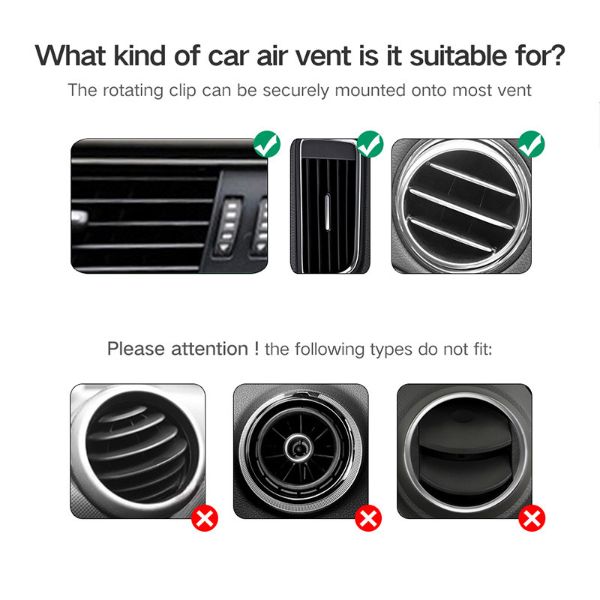 What kind of car air vent is it suitable for?
The rotating clip can be securely mounted onto most vent
Please attention ! the following types do not fit: